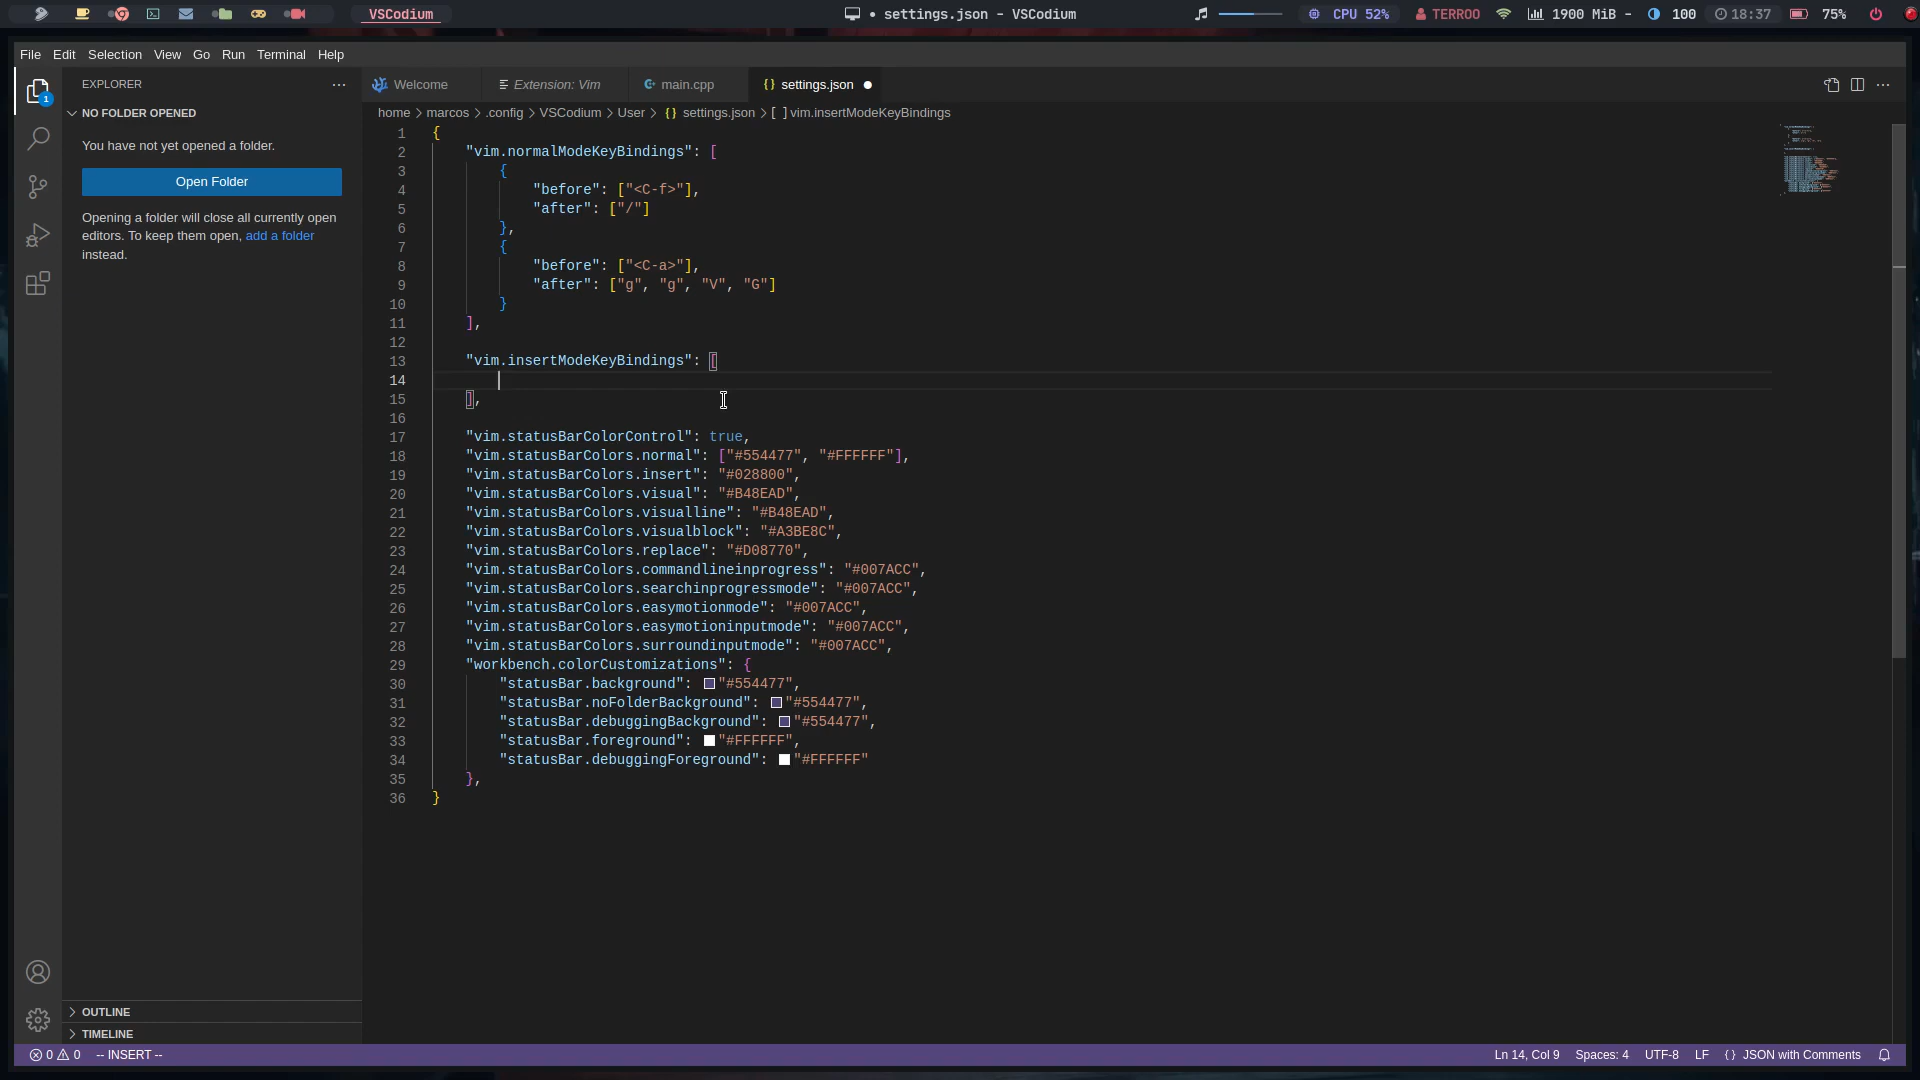 VSCodium
• settings.json - VSCodium
CPU 52%
TERROO
1900 MiB -
100
18:37
75%
File Edit Selection View Go Run Terminal Help
EXPLORER
···
Welcome
Extension: Vim
main.cpp
{} settings.json ●
···
1
NO FOLDER OPENED
You have not yet opened a folder.
Open Folder
Opening a folder will close all currently open
editors. To keep them open, add a folder
instead.
OUTLINE
TIMELINE
home > marcos > .config > VSCodium > User > {} settings.json > [ ] vim.insertModeKeyBindings
1 {
2 "vim.normalModeKeyBindings": [
3 {
4 "before": ["<C-f>"],
5 "after": ["/"]
6 },
7 {
8 "before": ["<C-a>"],
9 "after": ["g", "g", "V", "G"]
10 }
11 ],
12
13 "vim.insertModeKeyBindings": [
14
15 ],
16
17 "vim.statusBarColorControl": true,
18 "vim.statusBarColors.normal": ["#554477", "#FFFFFF"],
19 "vim.statusBarColors.insert": "#028800",
20 "vim.statusBarColors.visual": "#B48EAD",
21 "vim.statusBarColors.visualline": "#B48EAD",
22 "vim.statusBarColors.visualblock": "#A3BE8C",
23 "vim.statusBarColors.replace": "#D08770",
24 "vim.statusBarColors.commandlineinprogress": "#007ACC",
25 "vim.statusBarColors.searchinprogressmode": "#007ACC",
26 "vim.statusBarColors.easymotionmode": "#007ACC",
27 "vim.statusBarColors.easymotioninputmode": "#007ACC",
28 "vim.statusBarColors.surroundinputmode": "#007ACC",
29 "workbench.colorCustomizations": {
30 "statusBar.background": "#554477",
31 "statusBar.noFolderBackground": "#554477",
32 "statusBar.debuggingBackground": "#554477",
33 "statusBar.foreground": "#FFFFFF",
34 "statusBar.debuggingForeground": "#FFFFFF"
35 },
36 }
0 0 -- INSERT --
Ln 14, Col 9 Spaces: 4 UTF-8 LF {} JSON with Comments